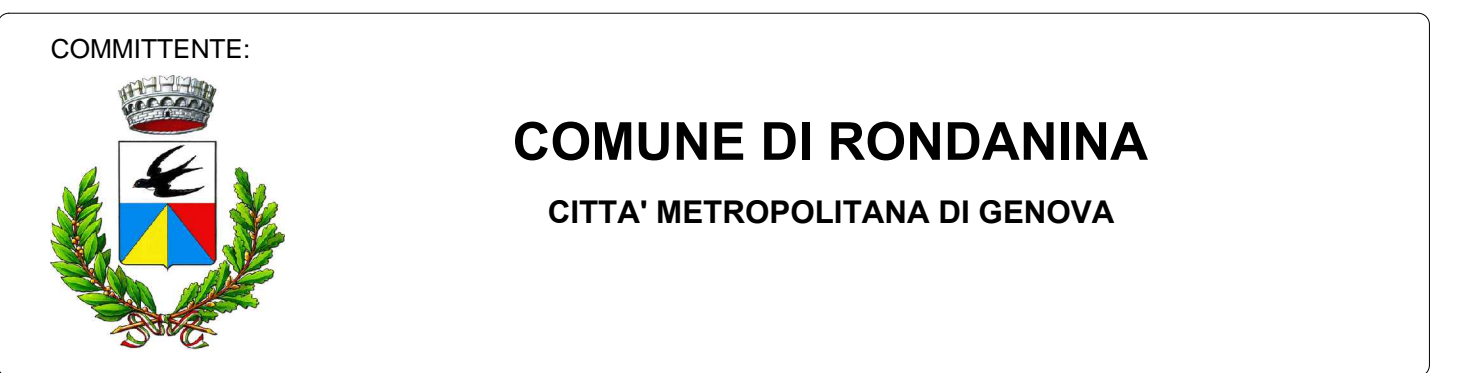 COMMITTENTE:
COMUNE DI RONDANINA
CITTA' METROPOLITANA DI GENOVA